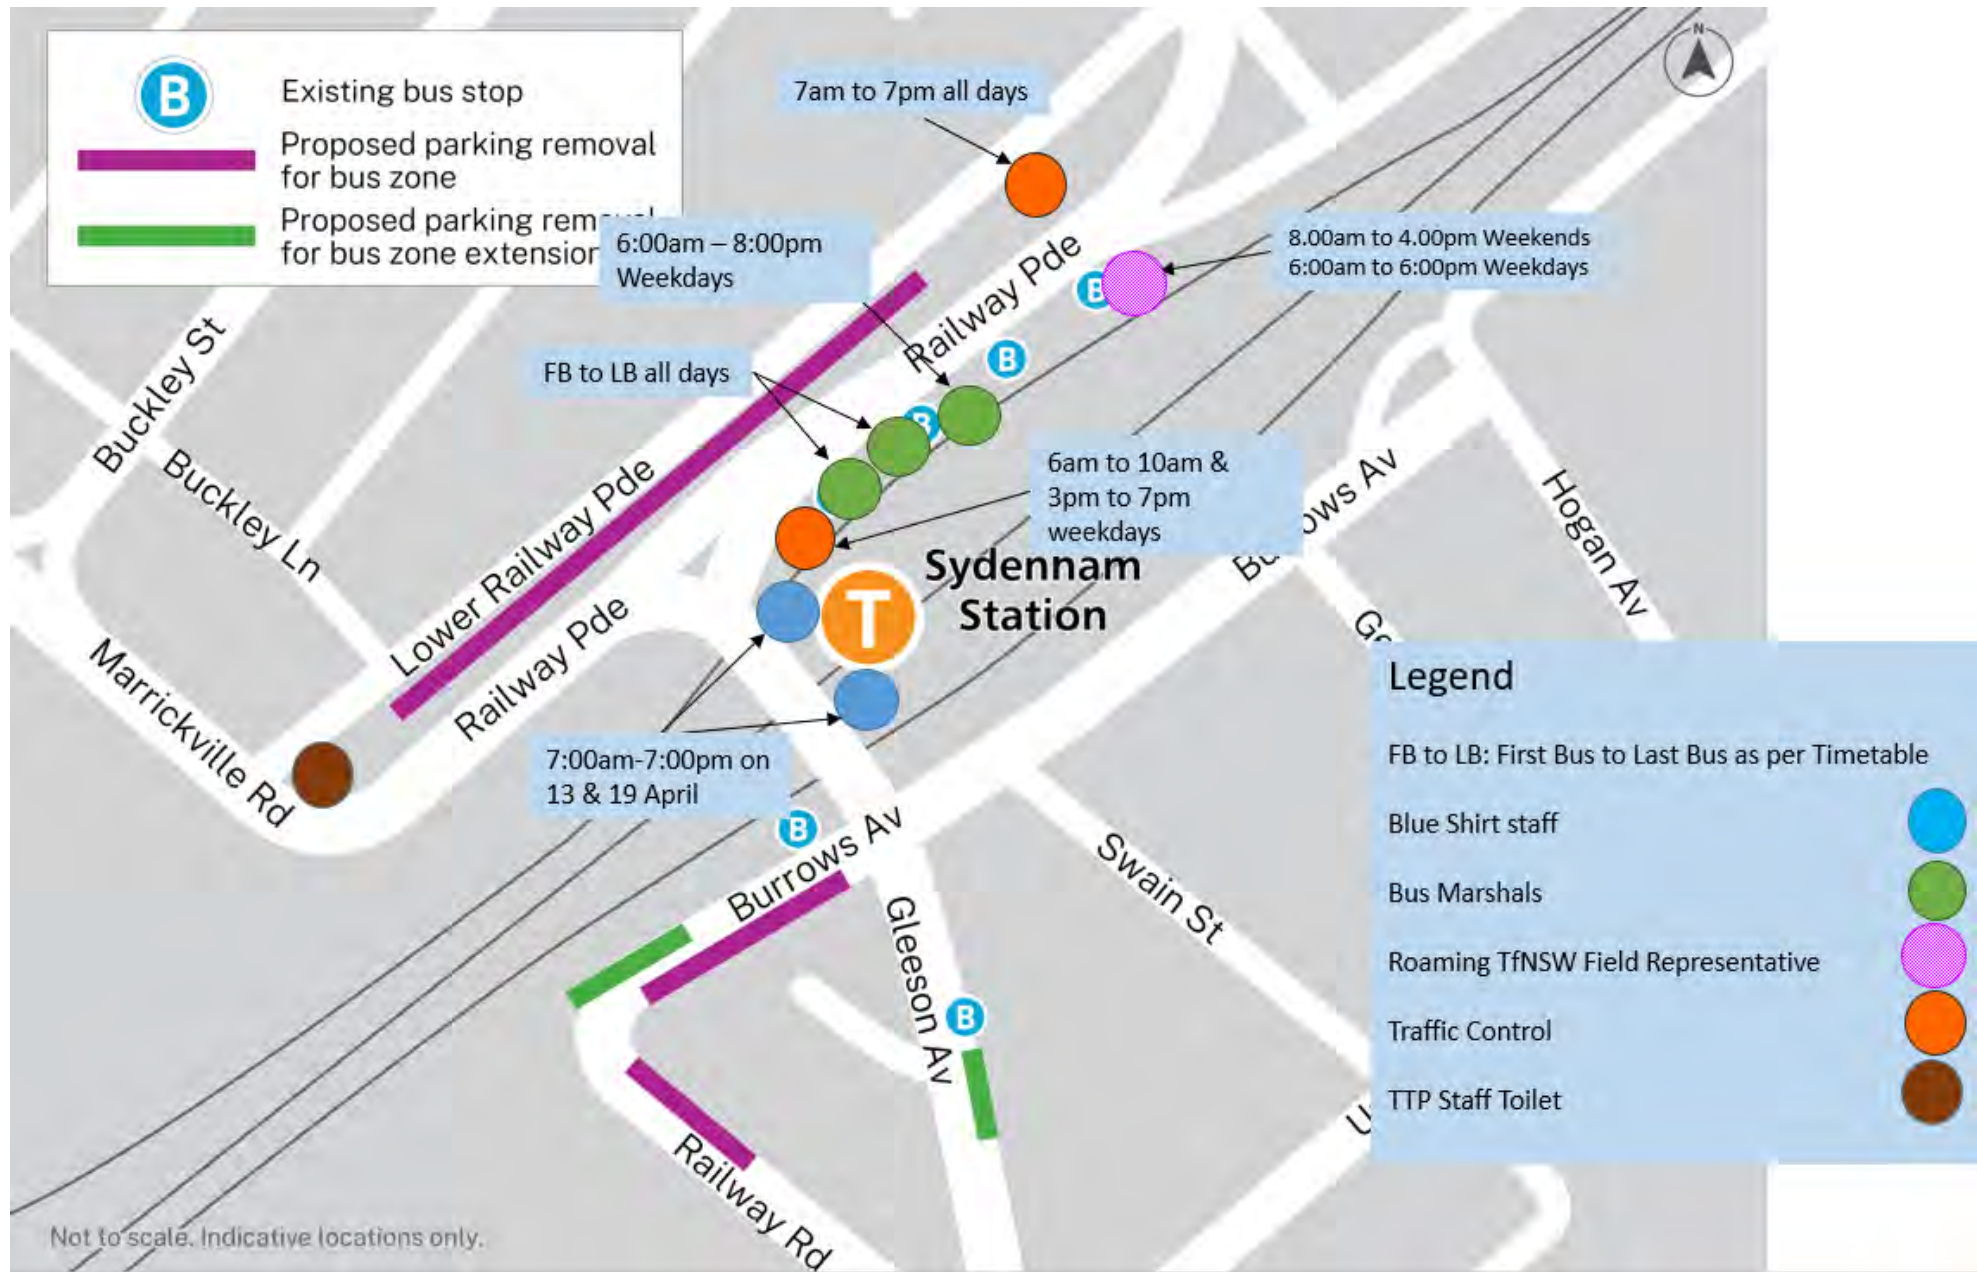 B
Existing bus stop
Proposed parking removal
for bus zone
Proposed parking removal
for bus zone extension
N
7am to 7pm all days
6:00am – 8:00pm
Weekdays
8.00am to 4.00pm Weekends
6:00am to 6:00pm Weekdays
FB to LB all days
6am to 10am &
3pm to 7pm
weekdays
7:00am-7:00pm on
13 & 19 April
Railway Pde
B
B
B
Buckley St
Buckley Ln
Lower Railway Pde
Railway Pde
Marrickville Rd
T
Sydennam
Station
Burrows Av
Hogan Av
B
Burrows Av
Swain St
Gleeson Av
B
Railway Rd
Legend
FB to LB: First Bus to Last Bus as per Timetable
Blue Shirt staff
Bus Marshals
Roaming TfNSW Field Representative
Traffic Control
TTP Staff Toilet
Not to scale. Indicative locations only.